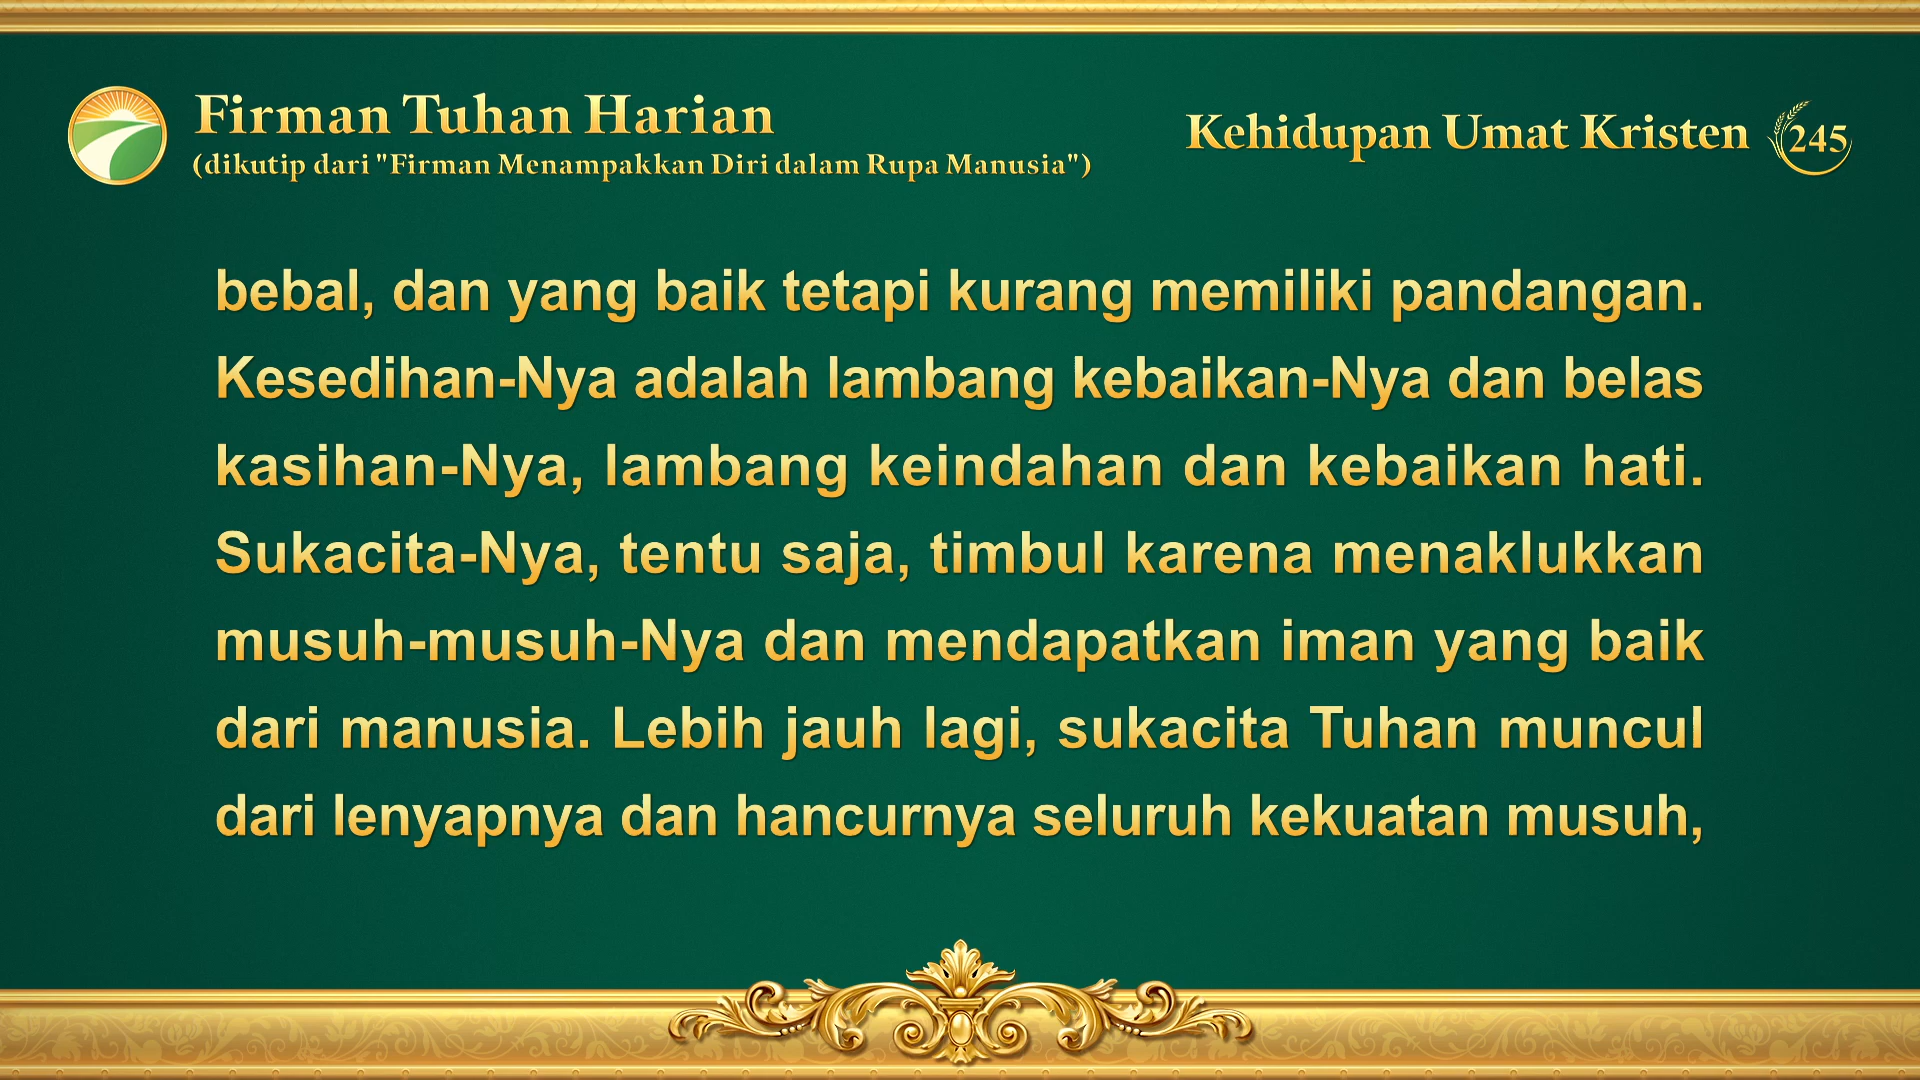 Firman Tuhan Harian
(dikutip dari "Firman Menampakkan Diri dalam Rupa Manusia")
Kehidupan Umat Kristen 245
bebal, dan yang baik tetapi kurang memiliki pandangan.
Kesedihan-Nya adalah lambang kebaikan-Nya dan belas
kasihan-Nya, lambang keindahan dan kebaikan hati.
Sukacita-Nya, tentu saja, timbul karena menaklukkan
musuh-musuh-Nya dan mendapatkan iman yang baik
dari manusia. Lebih jauh lagi, sukacita Tuhan muncul
dari lenyapnya dan hancurnya seluruh kekuatan musuh,